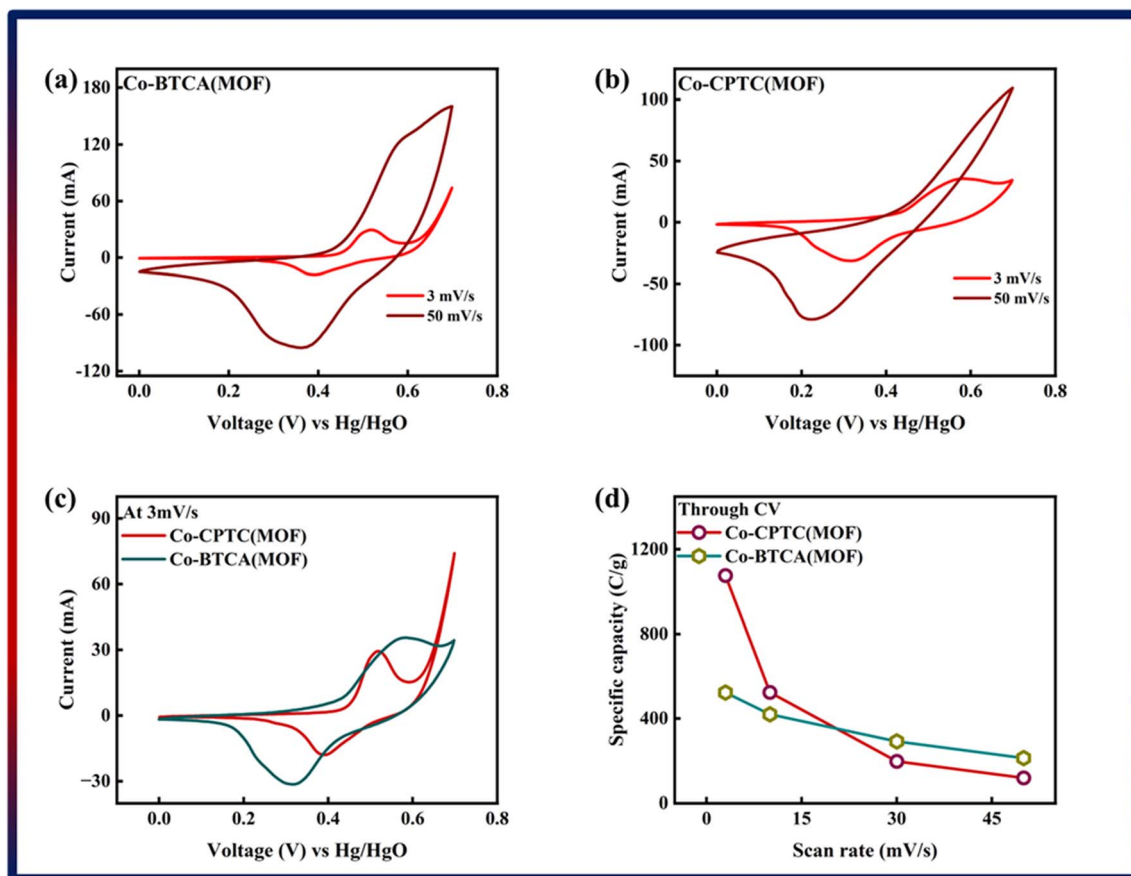 (a)
Co-BTCA(MOF)
180
120
60
0
-60
-120
Current (mA)
3 mV/s
50 mV/s
0.0 0.2 0.4 0.6 0.8
Voltage (V) vs Hg/HgO
(b)
Co-CPTC(MOF)
100
50
0
-50
-100
Current (mA)
3 mV/s
50 mV/s
0.0 0.2 0.4 0.6 0.8
Voltage (V) vs Hg/HgO
(c)
At 3mV/s
Co-CPTC(MOF)
Co-BTCA(MOF)
90
60
30
0
−30
Current (mA)
0.0 0.2 0.4 0.6 0.8
Voltage (V) vs Hg/HgO
(d)
Through CV
Co-CPTC(MOF)
Co-BTCA(MOF)
1200
800
400
0
Specific capacity (C/g)
0 15 30 45
Scan rate (mV/s)